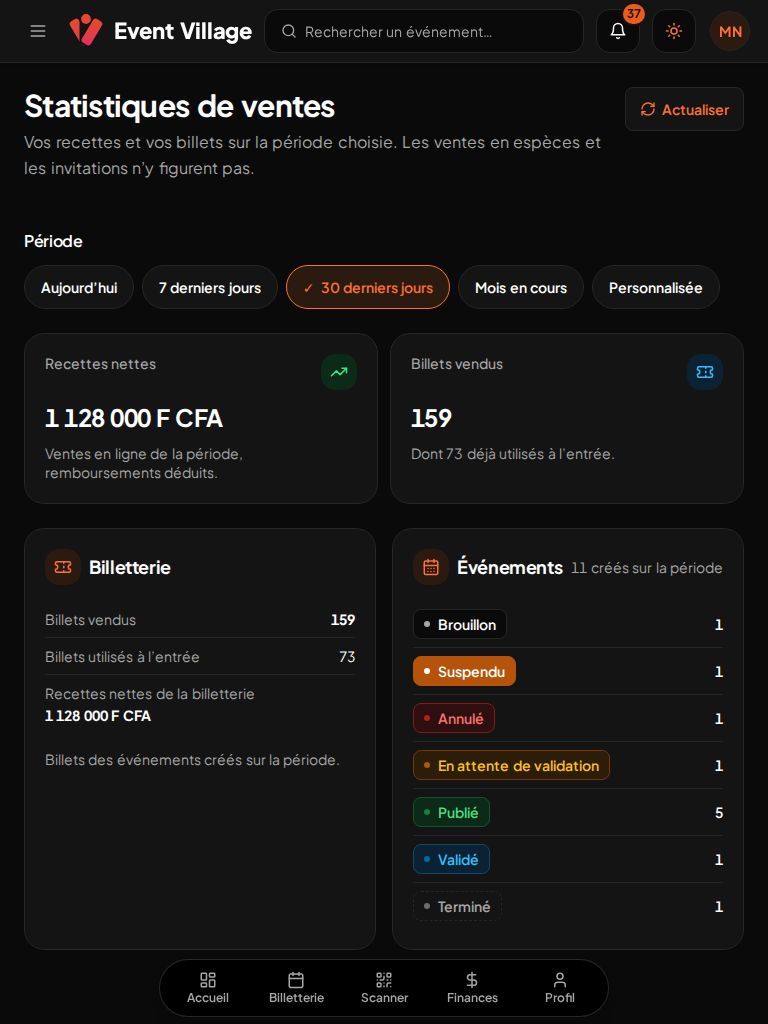 Event Village
Rechercher un événement...
37
MN
Statistiques de ventes
Actualiser
Vos recettes et vos billets sur la période choisie. Les ventes en espèces et
les invitations n'y figurent pas.
Période
Aujourd'hui
7 derniers jours
✓ 30 derniers jours
Mois en cours
Personnalisée
Recettes nettes
1 128 000 F CFA
Ventes en ligne de la période,
remboursements déduits.
Billets vendus
159
Dont 73 déjà utilisés à l'entrée.
Billetterie
Billets vendus 159
Billets utilisés à l'entrée 73
Recettes nettes de la billetterie
1 128 000 F CFA
Billets des événements créés sur la période.
Événements 11 créés sur la période
Brouillon 1
Suspendu 1
Annulé 1
En attente de validation 1
Publié 5
Validé 1
Terminé 1
Accueil
Billetterie
Scanner
Finances
Profil